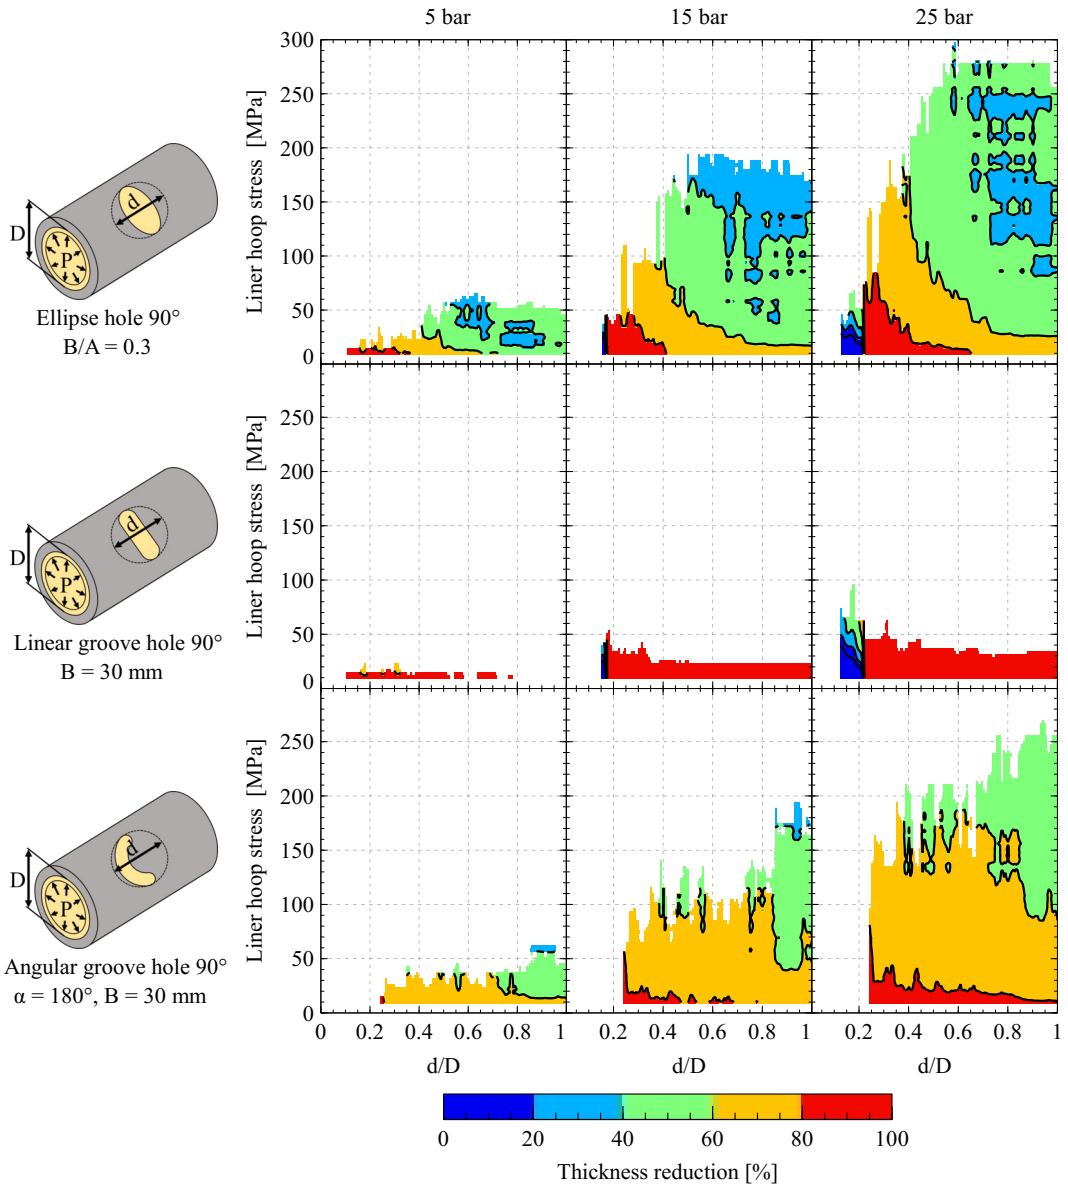 5 bar 15 bar 25 bar
300
250
200
150
100
50
0
Liner hoop stress [MPa]
D
P
d
Ellipse hole 90°
B/A = 0.3
250
200
150
100
50
0
Liner hoop stress [MPa]
D
P
d
Linear groove hole 90°
B = 30 mm
250
200
150
100
50
0
Liner hoop stress [MPa]
D
P
d
Angular groove hole 90°
α = 180°, B = 30 mm
0 0.2 0.4 0.6 0.8 1 0.2 0.4 0.6 0.8 1 0.2 0.4 0.6 0.8 1
d/D d/D d/D
0 20 40 60 80 100
Thickness reduction [%]